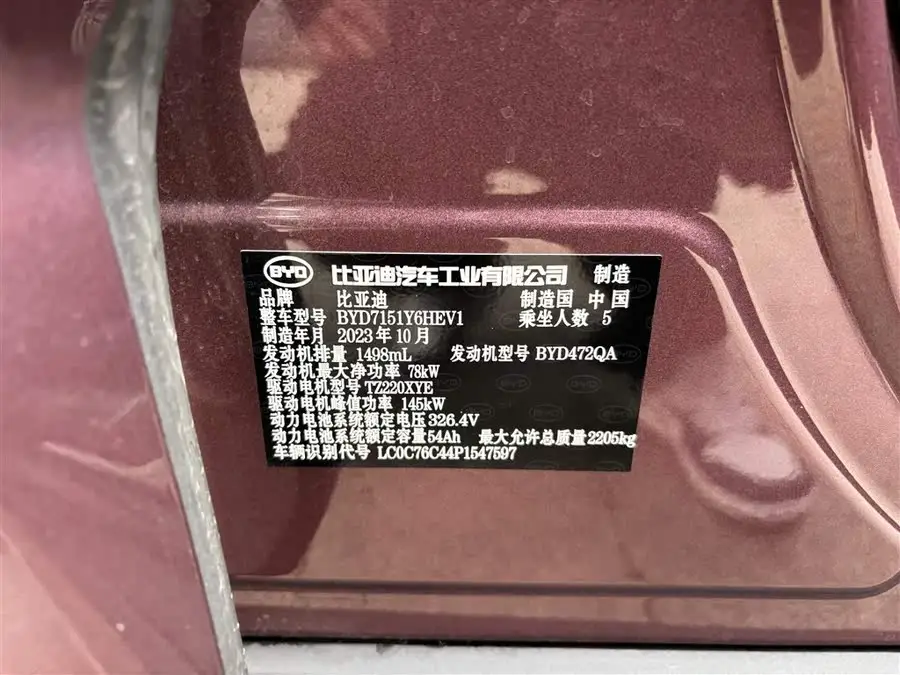 BYD 比亚迪汽车工业有限公司 制造
品牌 比亚迪 制造国 中国
整车型号 BYD7151Y6HEV1 乘坐人数 5
制造年月 2023年10月
发动机排量 1498mL 发动机型号 BYD472QA
发动机最大净功率 78kW
驱动电机型号 TZ220XYE
驱动电机峰值功率 145kW
动力电池系统额定电压 326.4V
动力电池系统额定容量 54Ah 最大允许总质量 2205kg
车辆识别代号 LC0C76C44P1547597